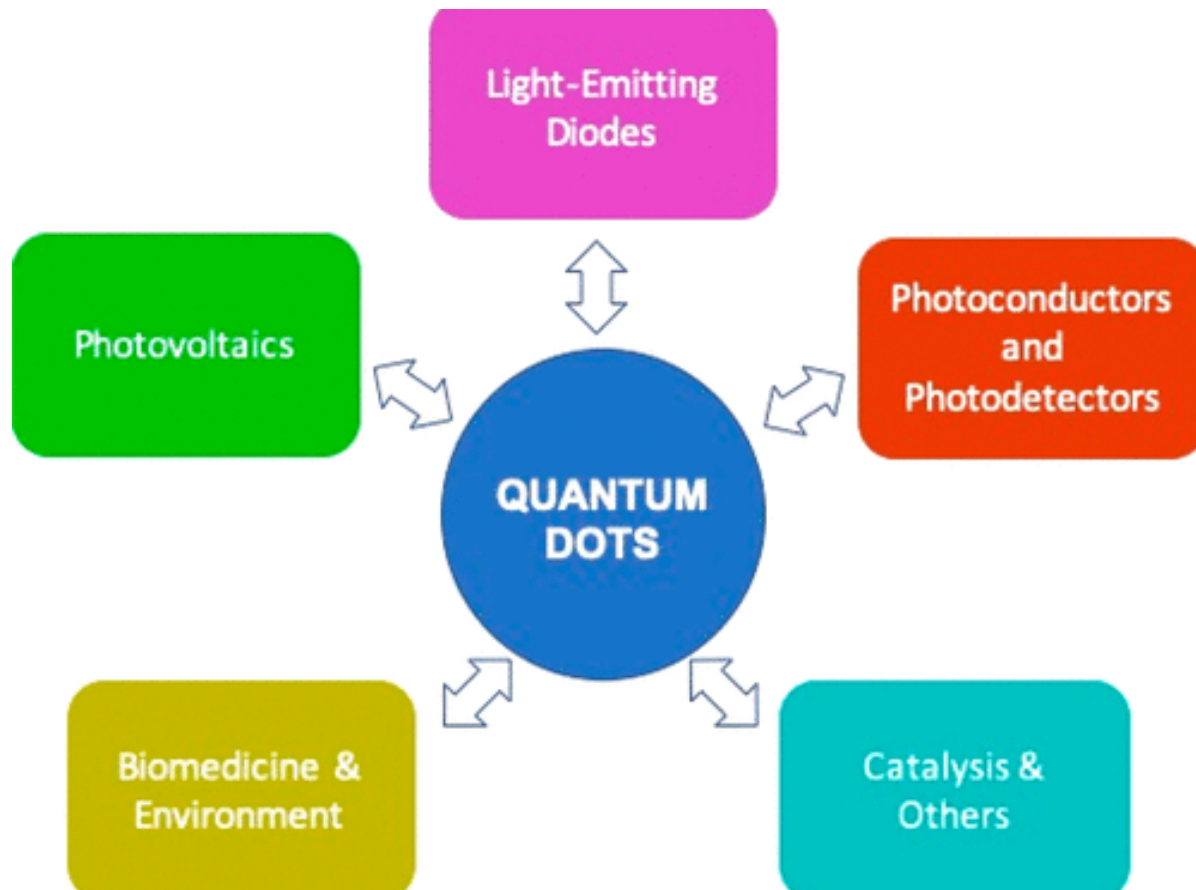 Light-Emitting
Diodes
Photovoltaics
Photoconductors
and
Photodetectors
QUANTUM
DOTS
Biomedicine &
Environment
Catalysis &
Others